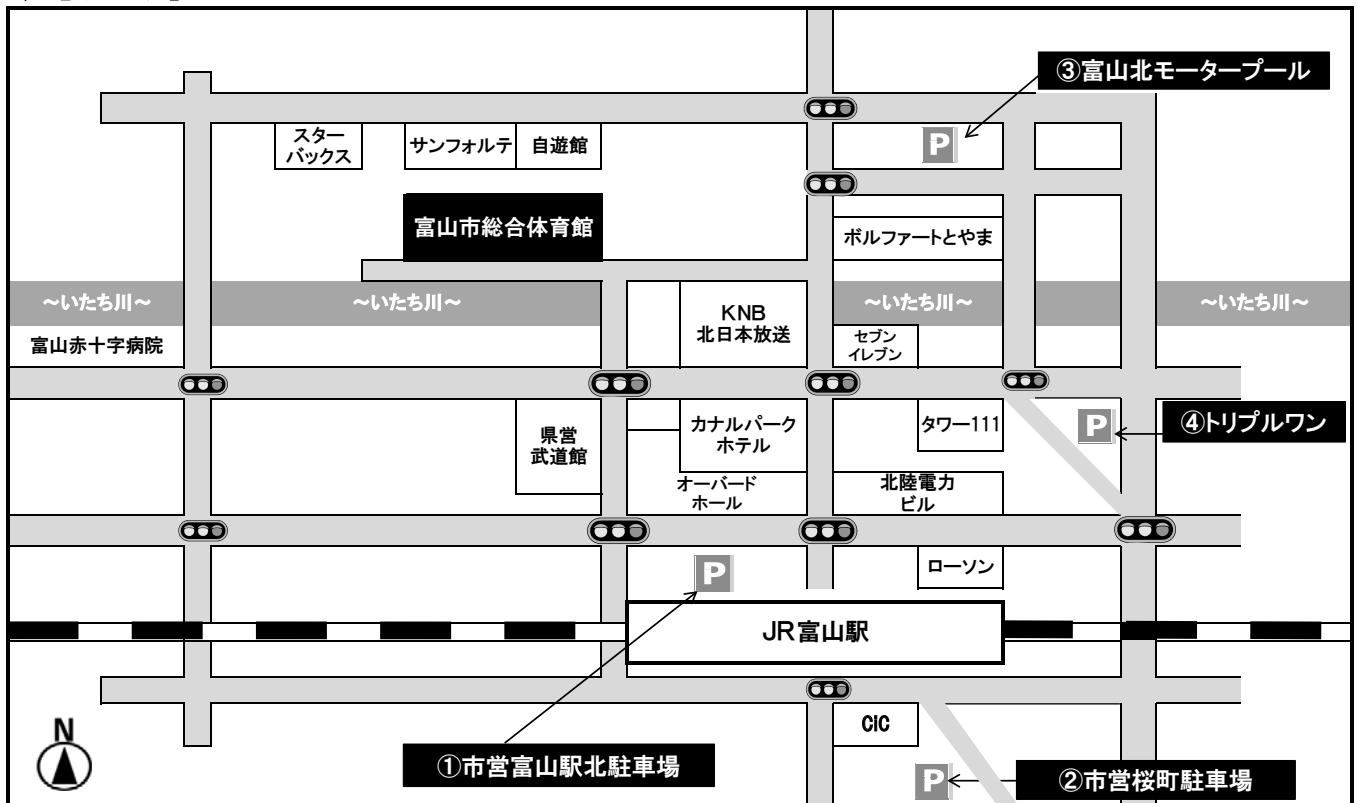 ③富山北モータープール
スター
バックス
サンフォルテ
自遊館
P
富山市総合体育館
ボルファートとやま
~いたち川~
~いたち川~
~いたち川~
~いたち川~
KNB
北日本放送
セブン
イレブン
富山赤十字病院
県営
武道館
カナルパーク
ホテル
タワー111
P
④トリプルワン
オーバード
ホール
北陸電力
ビル
P
ローソン
JR富山駅
N
CiC
①市営富山駅北駐車場
P
②市営桜町駐車場